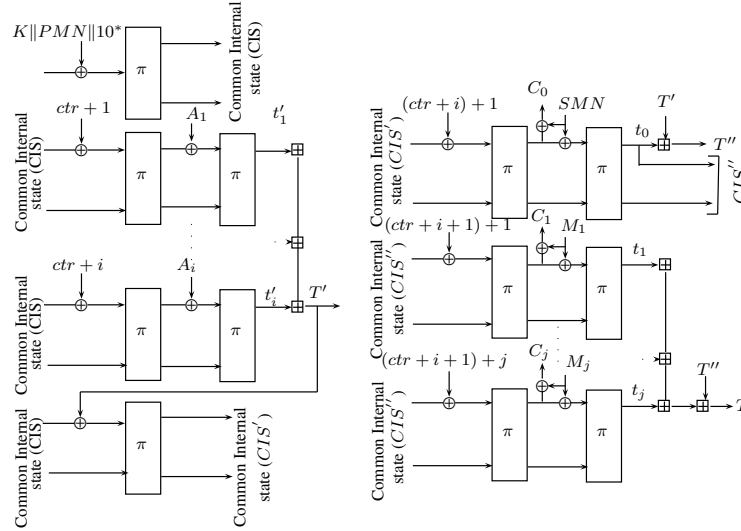 K∥PMN∥10*
π
Common Internal
state (CIS)
ctr + 1
A₁
t′₁
Common Internal
state (CIS)
π
π
ctr + i
A_i
t′_i
T′
Common Internal
state (CIS)
π
π
Common Internal
state (CIS)
π
Common Internal
state (CIS′)
(ctr + i) + 1
C₀
SMN
T′
t₀
T″
Common Internal
state (CIS′)
π
π
CIS″
(ctr + i + 1) + 1
C₁
M₁
t₁
Common Internal
state (CIS″)
π
π
(ctr + i + 1) + j
C_j
M_j
t_j
T″
T
Common Internal
state (CIS″)
π
π